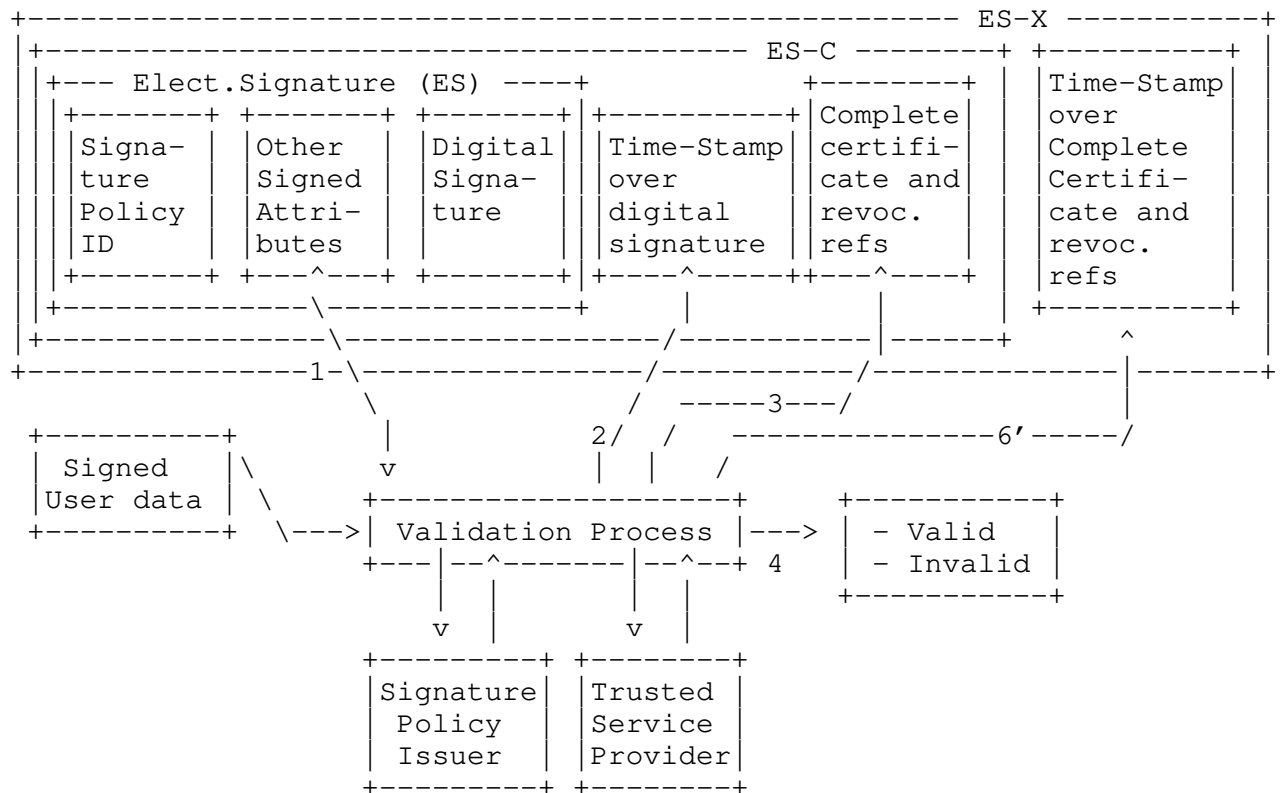 ES-X
ES-C
Elect.Signature (ES)
Signa-
ture
Policy
ID
Other
Signed
Attri-
butes
Digital
Signa-
ture
Time-Stamp
over
digital
signature
Complete
certifi-
cate and
revoc.
refs
Time-Stamp
over
Complete
Certifi-
cate and
revoc.
refs
1
2
3
6'
Signed
User data
Validation Process
4
- Valid
- Invalid
Signature
Policy
Issuer
Trusted
Service
Provider